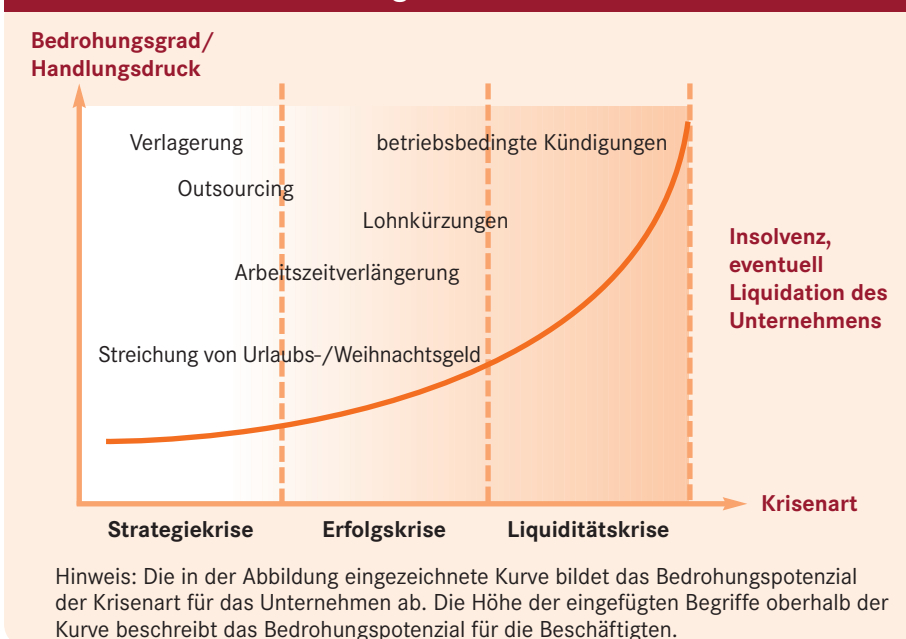 Bedrohungsgrad/
Handlungsdruck
Verlagerung
betriebsbedingte Kündigungen
Outsourcing
Lohnkürzungen
Arbeitszeitverlängerung
Insolvenz,
eventuell
Liquidation des
Unternehmens
Streichung von Urlaubs-/Weihnachtsgeld
Krisenart
Strategiekrise
Erfolgskrise
Liquiditätskrise
Hinweis: Die in der Abbildung eingezeichnete Kurve bildet das Bedrohungspotenzial
der Krisenart für das Unternehmen ab. Die Höhe der eingefügten Begriffe oberhalb der
Kurve beschreibt das Bedrohungspotenzial für die Beschäftigten.